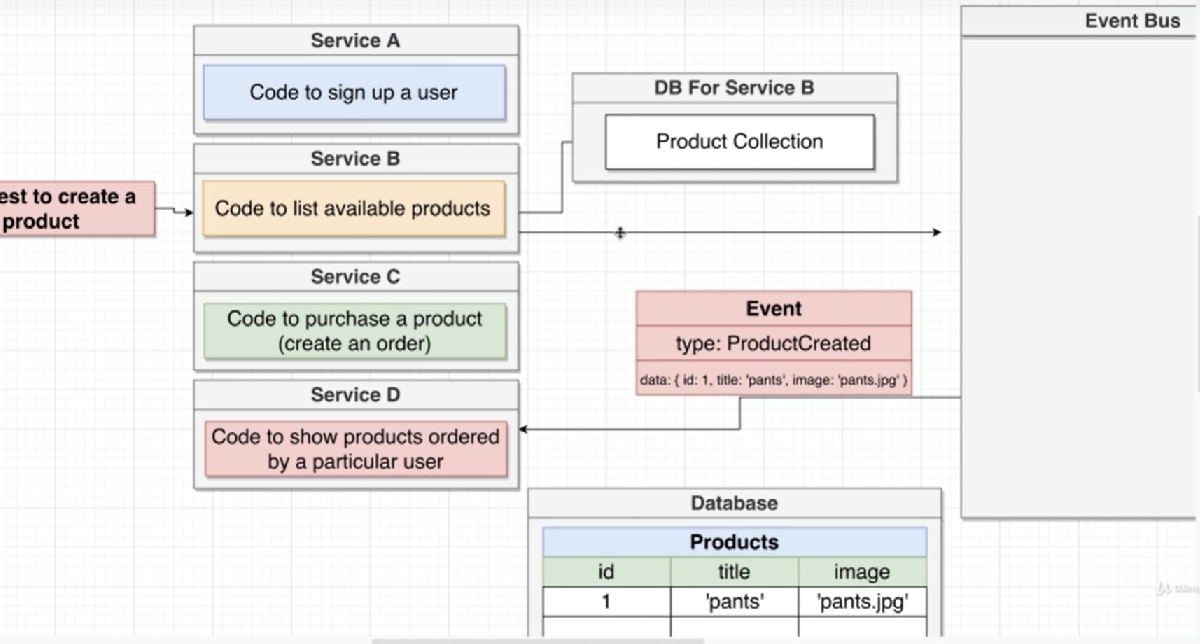 Service A
Code to sign up a user
Service B
Code to list available products
est to create a
product
Service C
Code to purchase a product
(create an order)
Service D
Code to show products ordered
by a particular user
DB For Service B
Product Collection
Event Bus
Event
type: ProductCreated
data: { id: 1, title: 'pants', image: 'pants.jpg' }
Database
Products
id title image
1 'pants' 'pants.jpg'